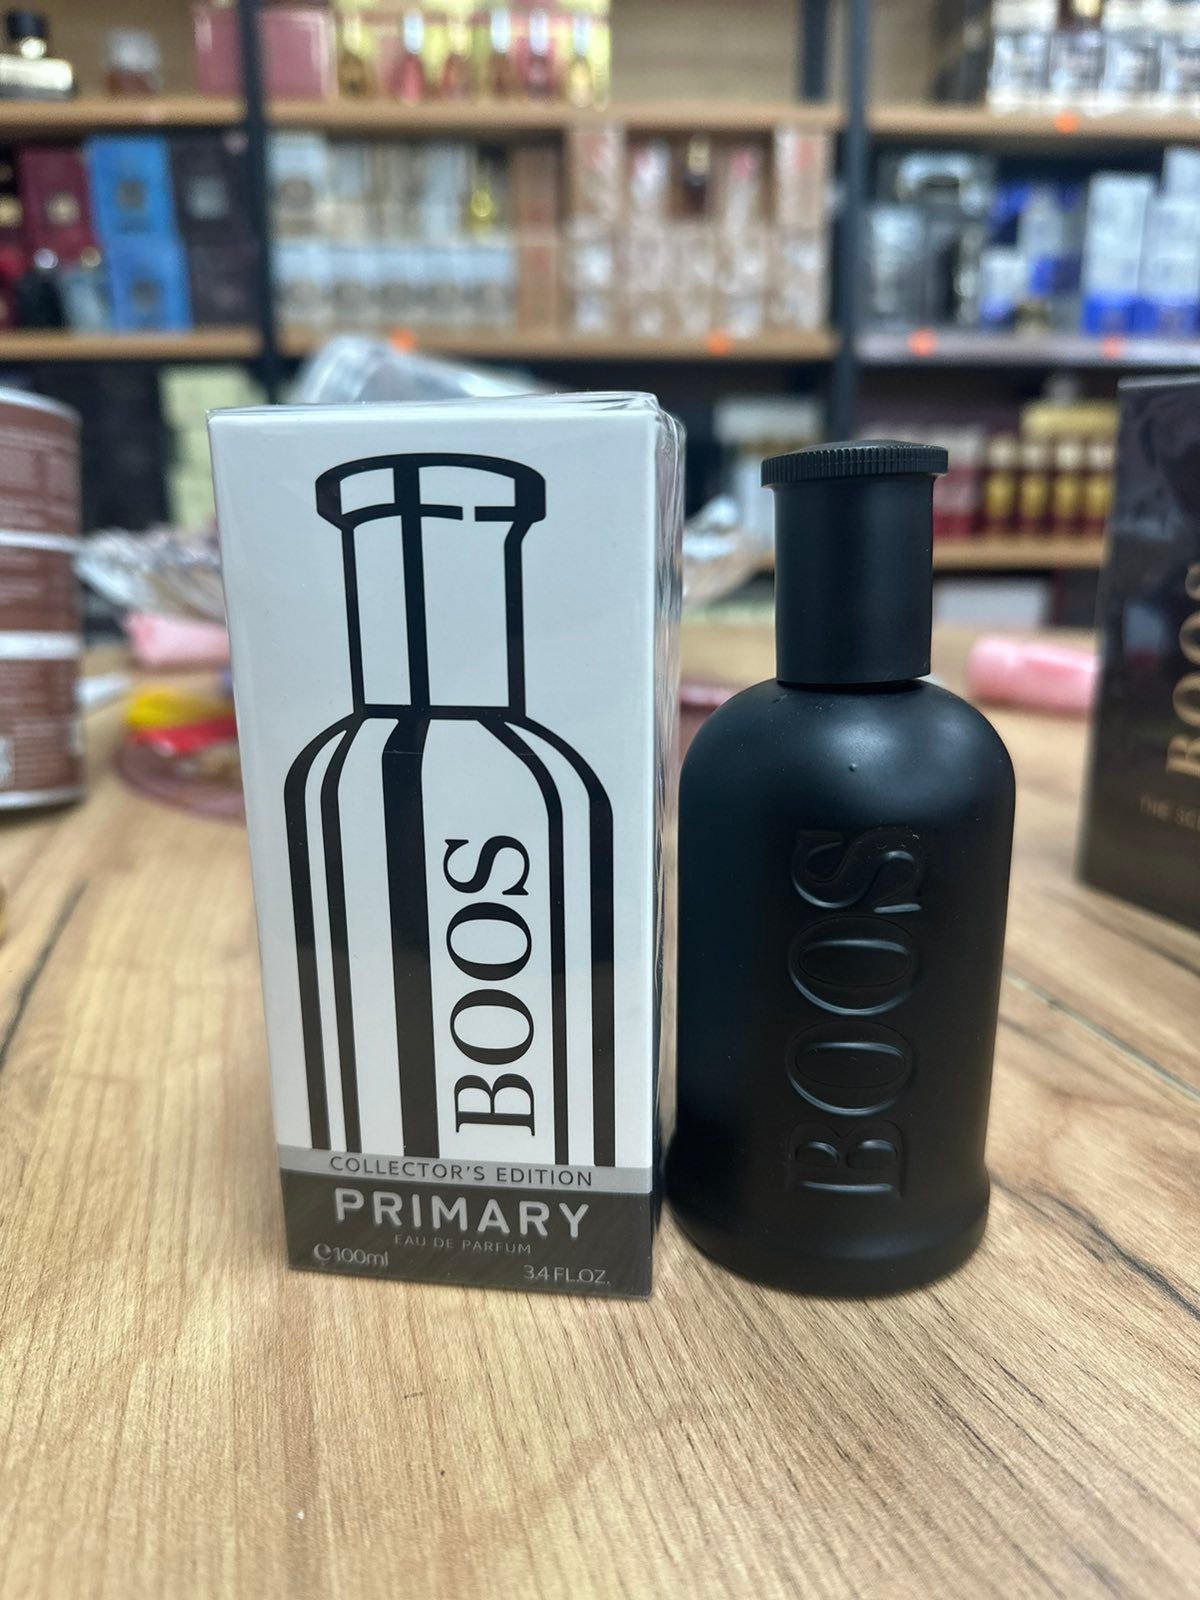 BOOS
COLLECTOR'S EDITION
PRIMARY
EAU DE PARFUM
℮100ml
3.4 FL.OZ.
BOOS
BOOS